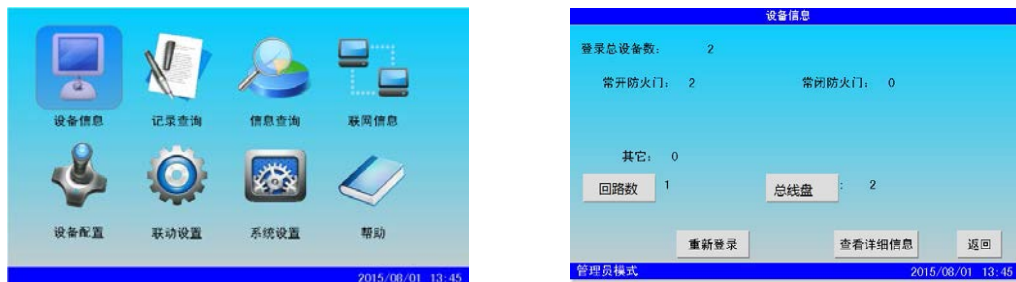 设备信息
记录查询
信息查询
联网信息
设备配置
联动设置
系统设置
帮助
2015/08/01 13:45
设备信息
登录总设备数： 2
常开防火门： 2 常闭防火门： 0
其它： 0
回路数 1 总线盘 : 2
重新登录 查看详细信息 返回
管理员模式 2015/08/01 13:45